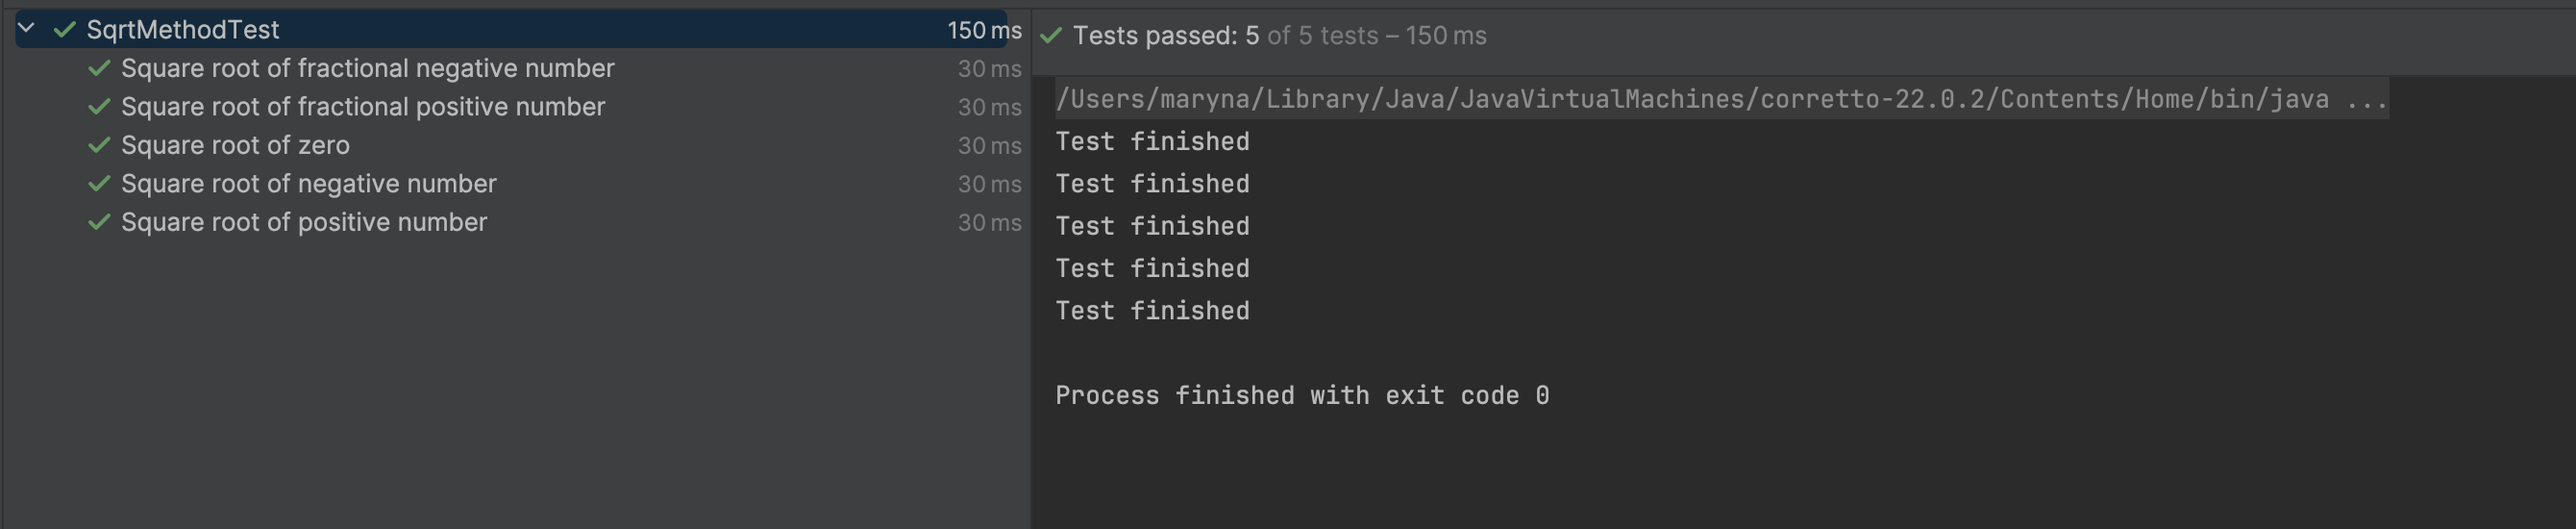 SqrtMethodTest 150 ms
Square root of fractional negative number 30 ms
Square root of fractional positive number 30 ms
Square root of zero 30 ms
Square root of negative number 30 ms
Square root of positive number 30 ms
Tests passed: 5 of 5 tests – 150 ms
/Users/maryna/Library/Java/JavaVirtualMachines/corretto-22.0.2/Contents/Home/bin/java ...
Test finished
Test finished
Test finished
Test finished
Test finished
Process finished with exit code 0